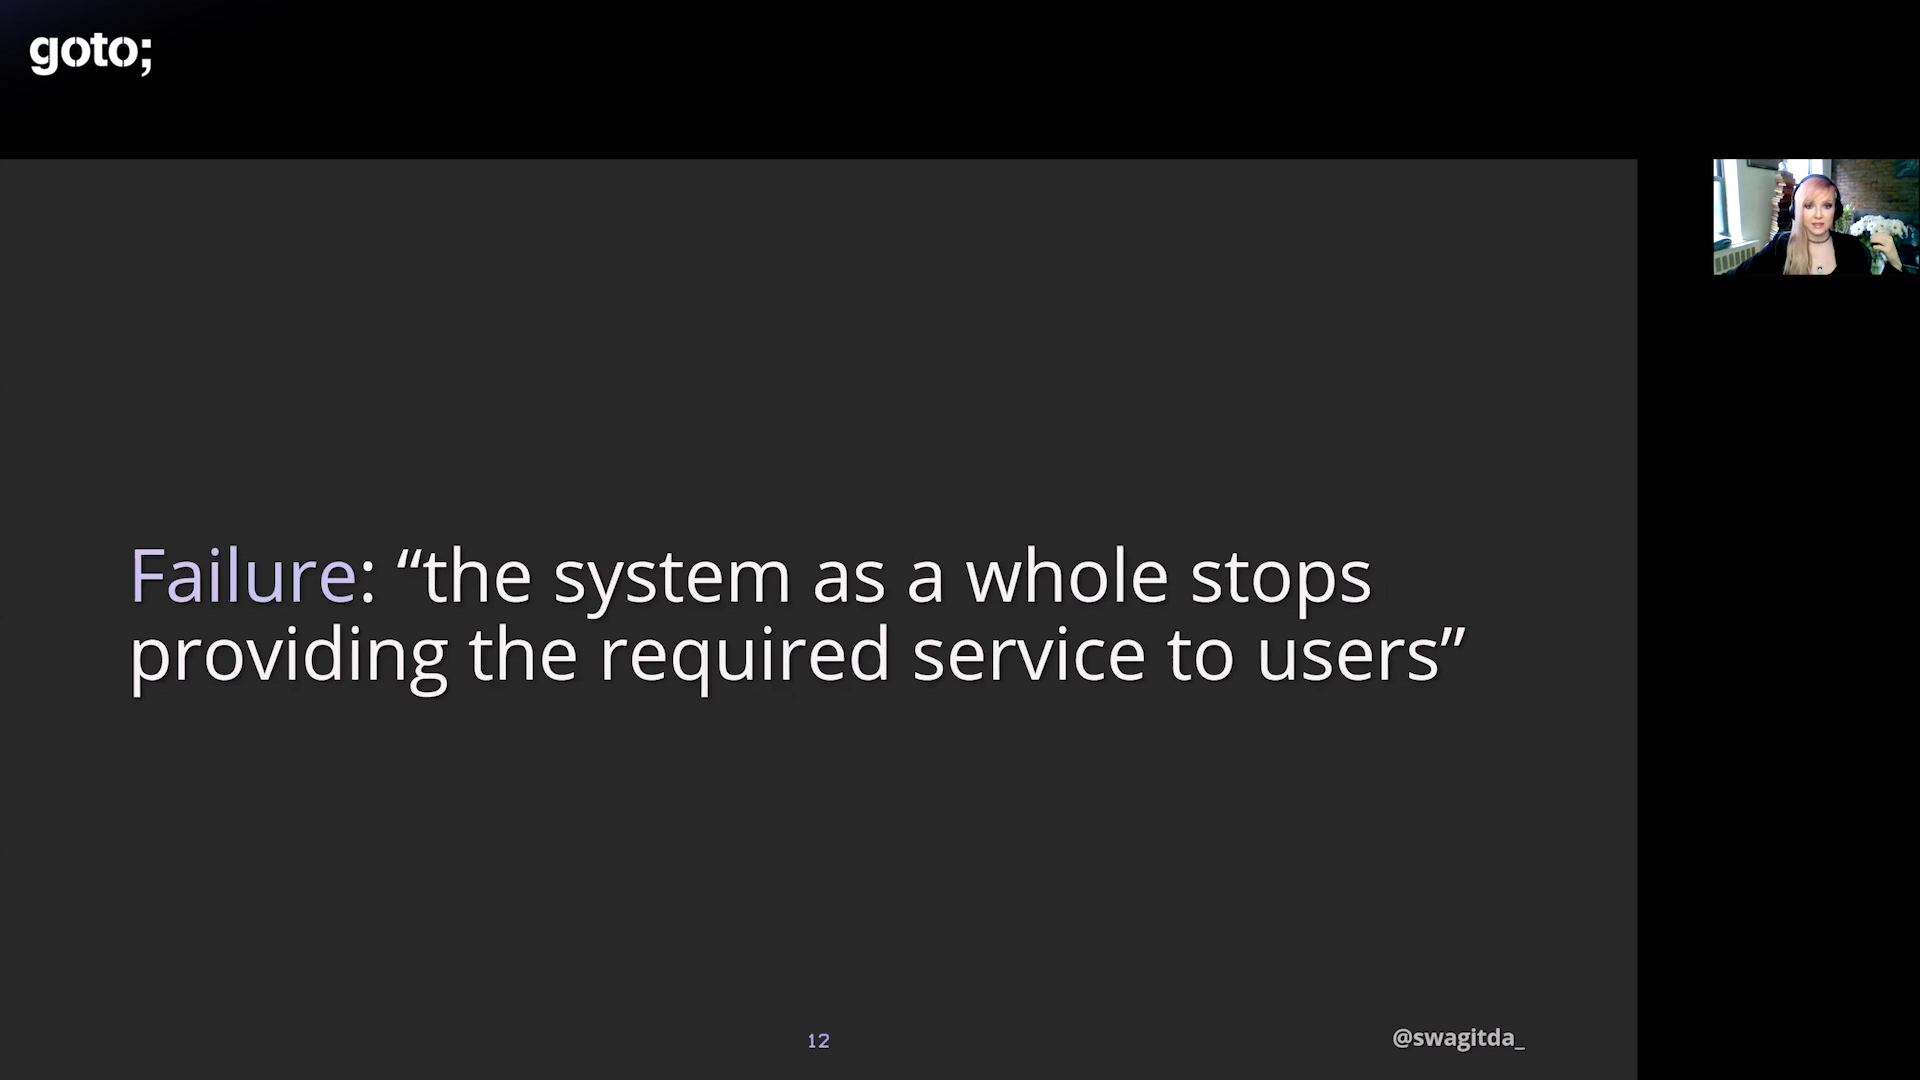 goto;
Failure: “the system as a whole stops
providing the required service to users”
12
@swagitda_